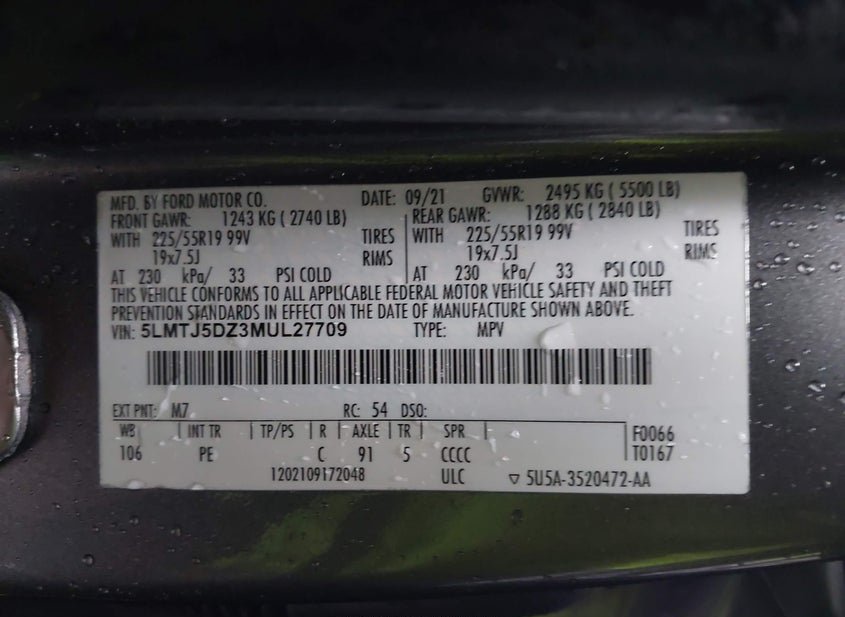 MFD. BY FORD MOTOR CO. DATE: 09/21 GVWR: 2495 KG ( 5500 LB)
FRONT GAWR: 1243 KG ( 2740 LB) REAR GAWR: 1288 KG ( 2840 LB)
WITH 225/55R19 99V TIRES WITH 225/55R19 99V TIRES
19x7.5J RIMS 19x7.5J RIMS
AT 230 kPa/ 33 PSI COLD AT 230 kPa/ 33 PSI COLD
THIS VEHICLE CONFORMS TO ALL APPLICABLE FEDERAL MOTOR VEHICLE SAFETY AND THEFT
PREVENTION STANDARDS IN EFFECT ON THE DATE OF MANUFACTURE SHOWN ABOVE.
VIN: 5LMTJ5DZ3MUL27709 TYPE: MPV
EXT PNT: M7 RC: 54 DSO:
WB INT TR TP/PS R AXLE TR SPR F0066
106 PE C 91 5 CCCC T0167
1202109172048 ULC ▽ 5U5A-3520472-AA